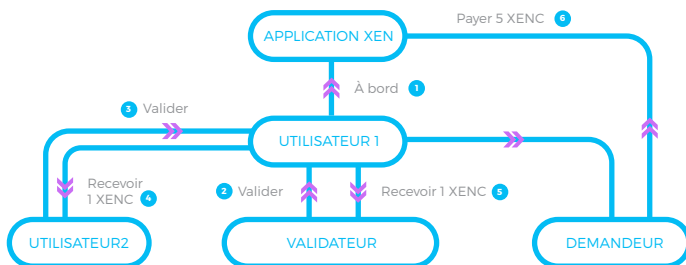 Payer 5 XENC 6
APPLICATION XEN
À bord 1
3 Valider
UTILISATEUR 1
Recevoir
1 XENC 4
2 Valider
Recevoir 1 XENC 5
UTILISATEUR2
VALIDATEUR
DEMANDEUR